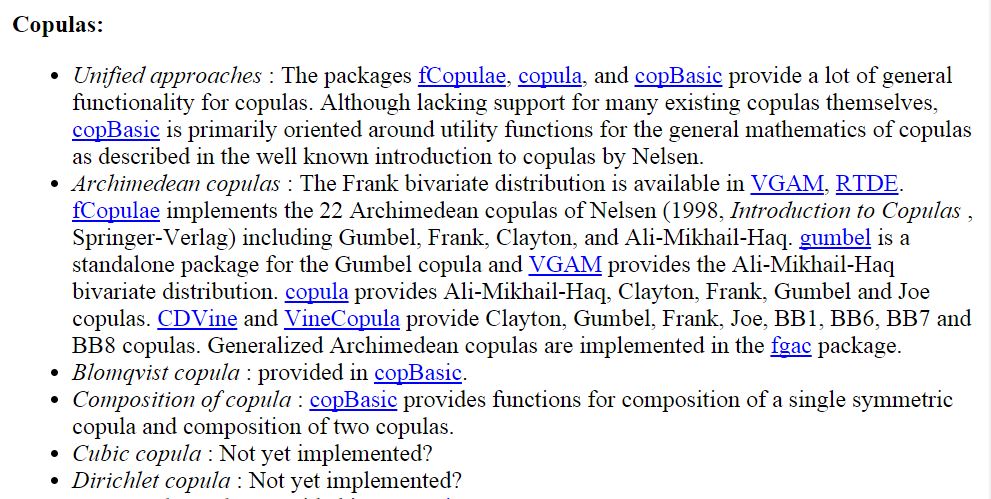 Copulas:
• Unified approaches : The packages fCopulae, copula, and copBasic provide a lot of general
functionality for copulas. Although lacking support for many existing copulas themselves,
copBasic is primarily oriented around utility functions for the general mathematics of copulas
as described in the well known introduction to copulas by Nelsen.
• Archimedean copulas : The Frank bivariate distribution is available in VGAM, RTDE.
fCopulae implements the 22 Archimedean copulas of Nelsen (1998, Introduction to Copulas ,
Springer-Verlag) including Gumbel, Frank, Clayton, and Ali-Mikhail-Haq. gumbel is a
standalone package for the Gumbel copula and VGAM provides the Ali-Mikhail-Haq
bivariate distribution. copula provides Ali-Mikhail-Haq, Clayton, Frank, Gumbel and Joe
copulas. CDVine and VineCopula provide Clayton, Gumbel, Frank, Joe, BB1, BB6, BB7 and
BB8 copulas. Generalized Archimedean copulas are implemented in the fgac package.
• Blomqvist copula : provided in copBasic.
• Composition of copula : copBasic provides functions for composition of a single symmetric
copula and composition of two copulas.
• Cubic copula : Not yet implemented?
• Dirichlet copula : Not yet implemented?